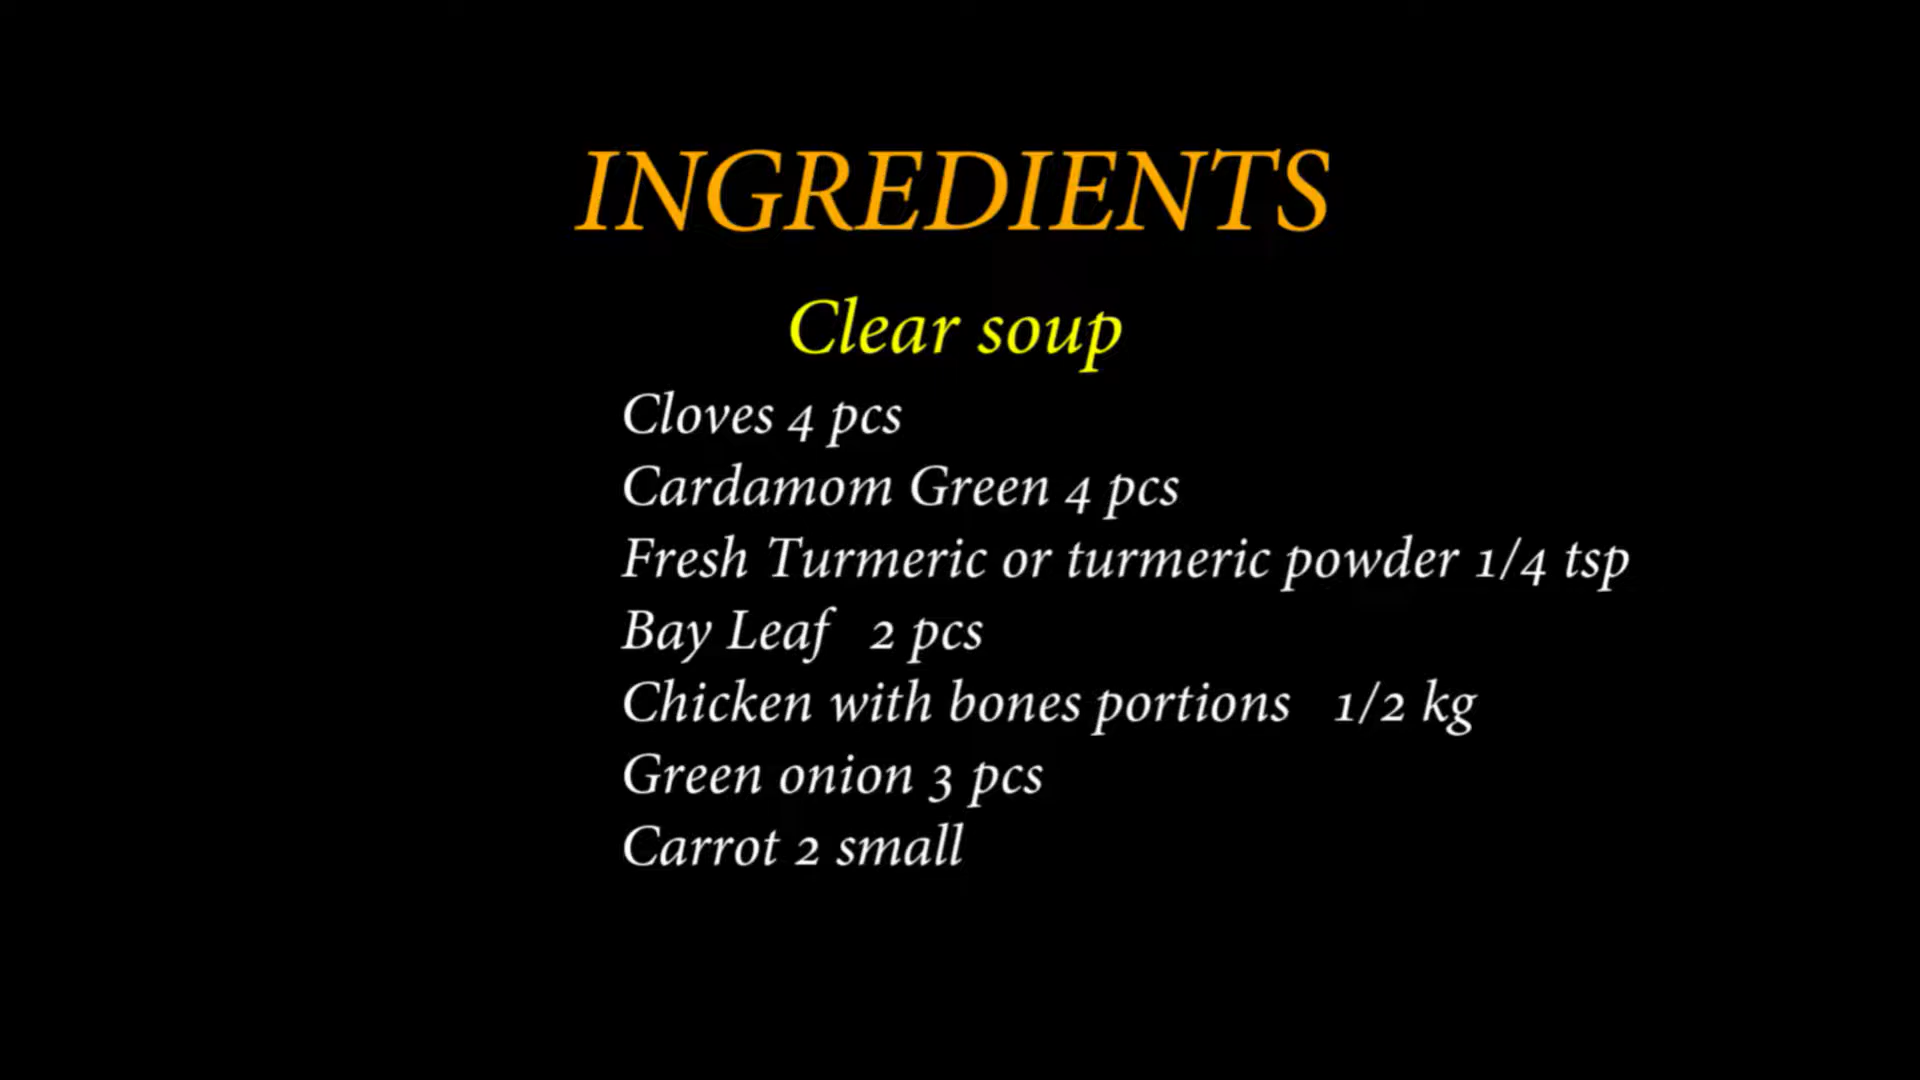 INGREDIENTS
Clear soup
Cloves 4 pcs
Cardamom Green 4 pcs
Fresh Turmeric or turmeric powder 1/4 tsp
Bay Leaf   2 pcs
Chicken with bones portions   1/2 kg
Green onion 3 pcs
Carrot 2 small